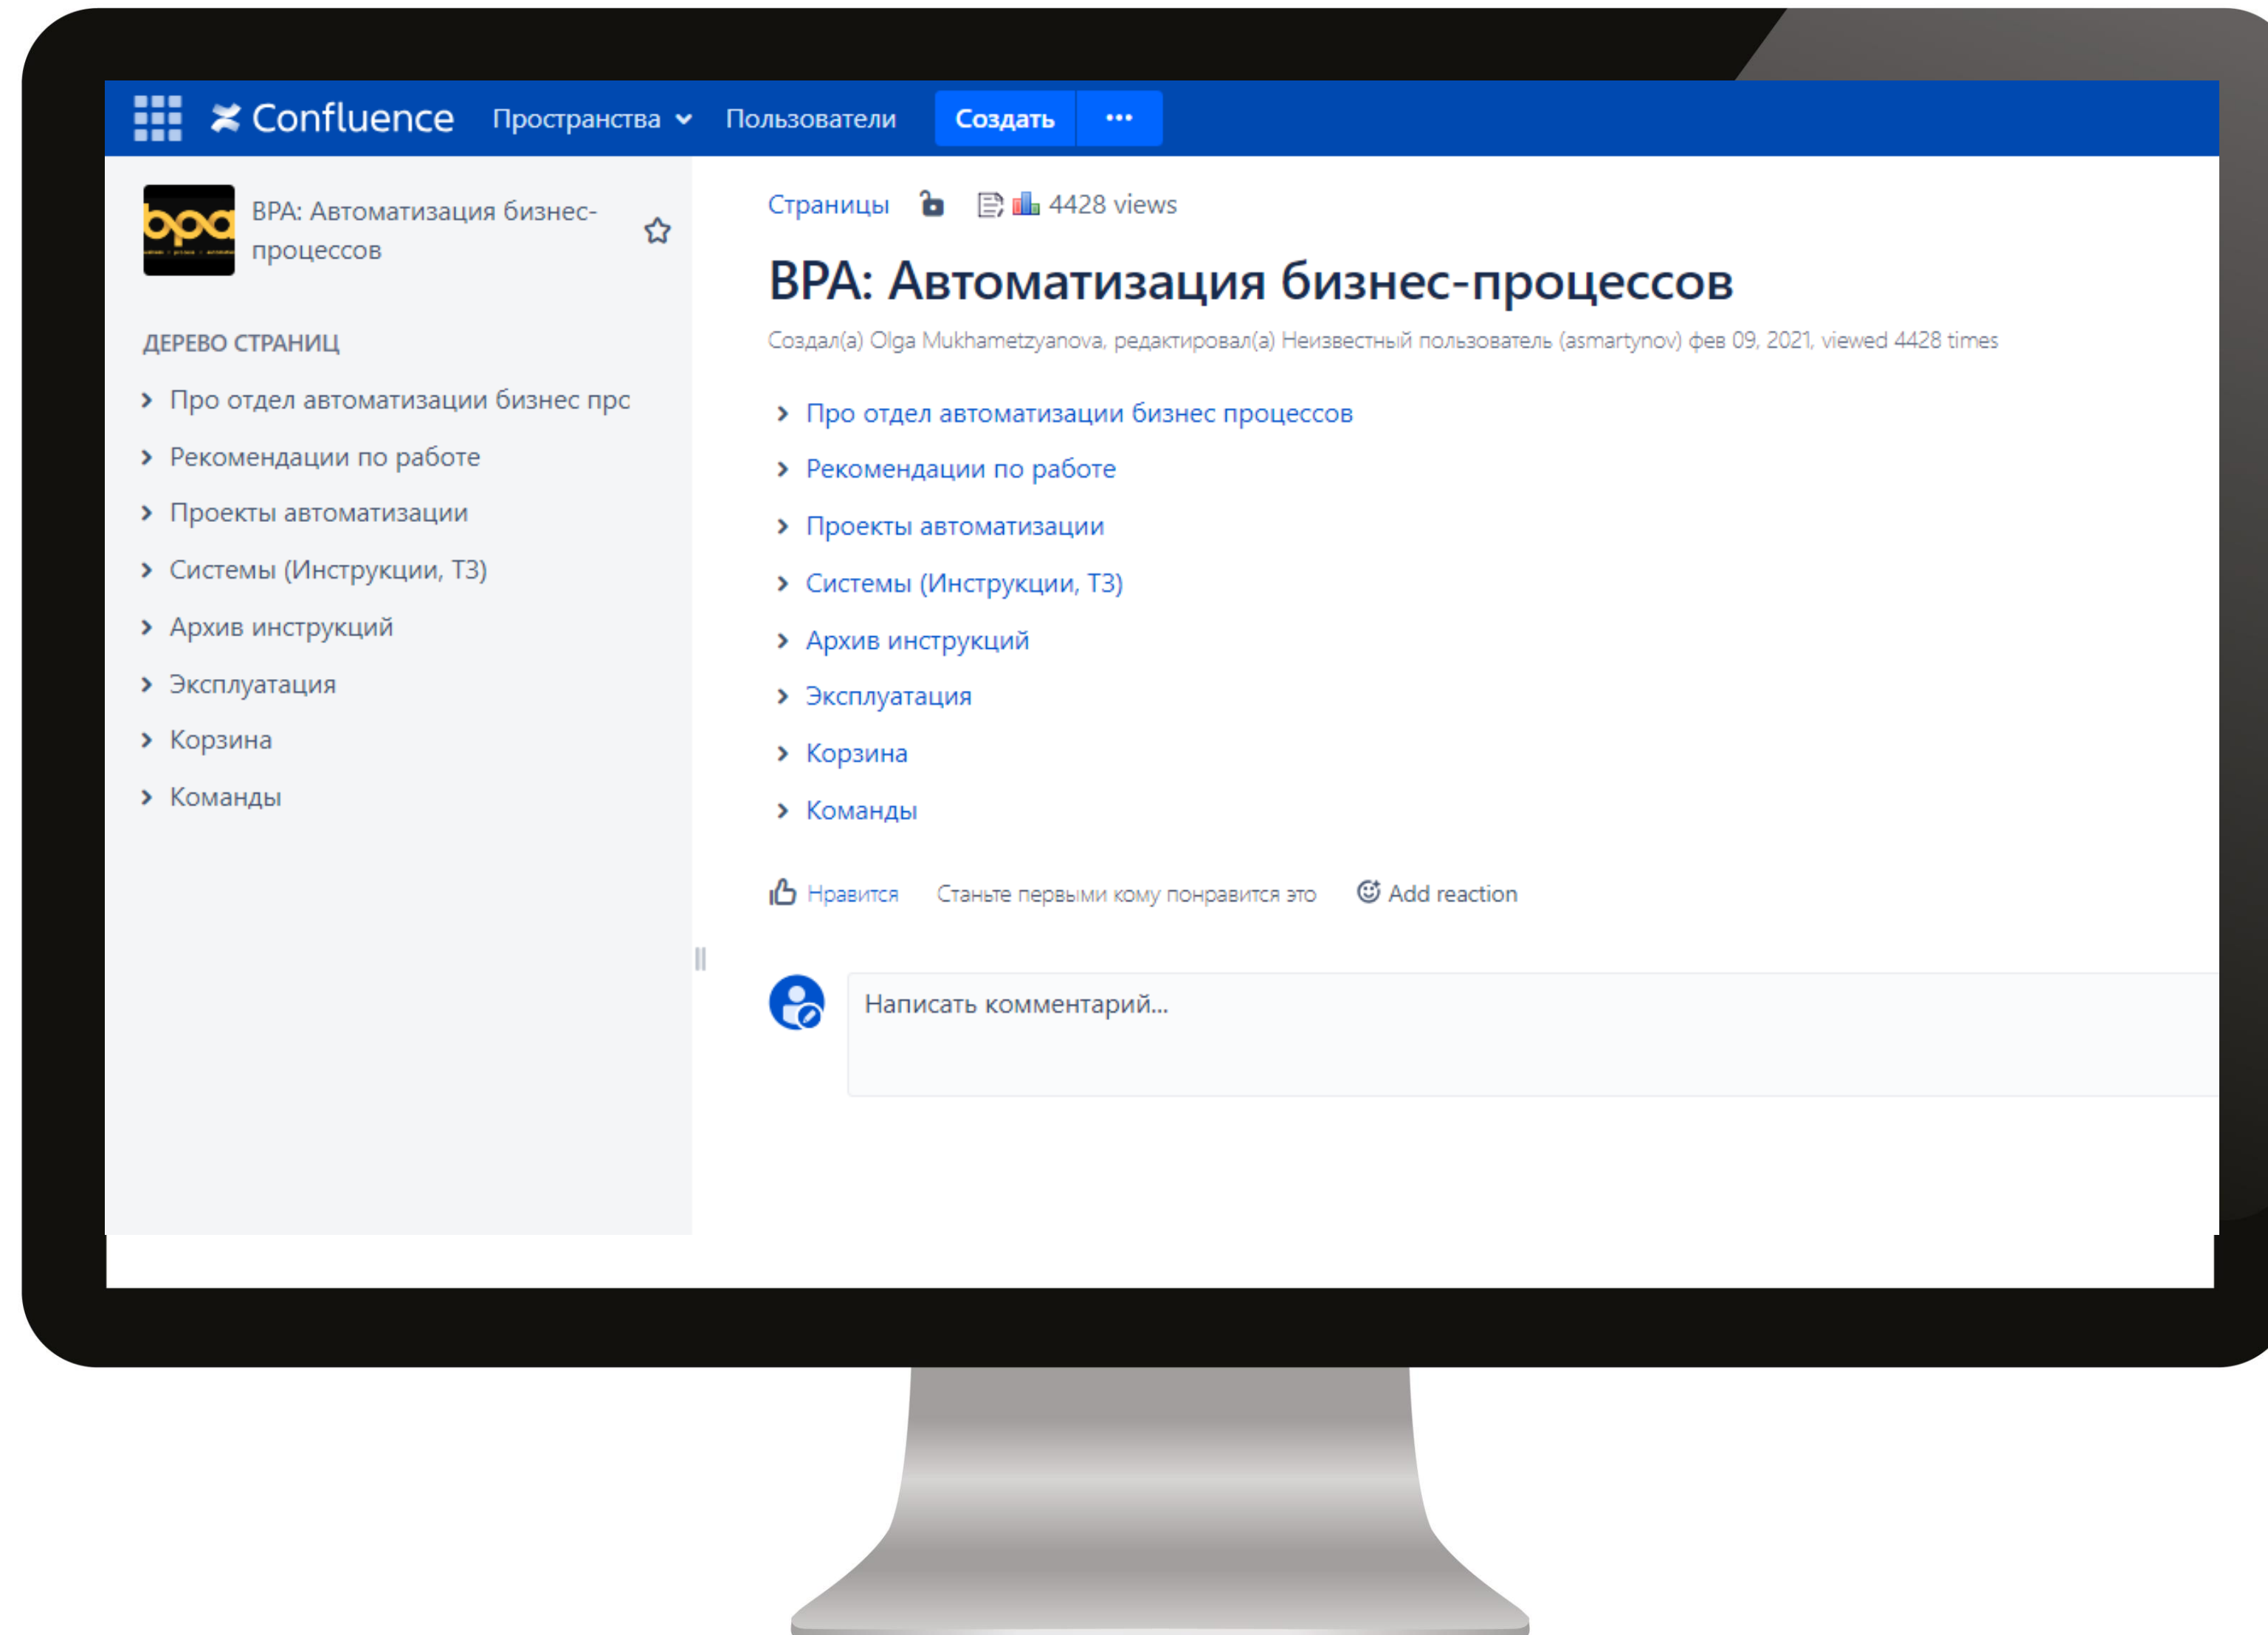 Confluence Пространства Пользователи Создать ...
bpa
BPA: Автоматизация бизнес-
процессов
ДЕРЕВО СТРАНИЦ
Про отдел автоматизации бизнес прс
Рекомендации по работе
Проекты автоматизации
Системы (Инструкции, ТЗ)
Архив инструкций
Эксплуатация
Корзина
Команды
Страницы 4428 views
BPA: Автоматизация бизнес-процессов
Создал(а) Olga Mukhametzyanova, редактировал(а) Неизвестный пользователь (asmartynov) фев 09, 2021, viewed 4428 times
Про отдел автоматизации бизнес процессов
Рекомендации по работе
Проекты автоматизации
Системы (Инструкции, ТЗ)
Архив инструкций
Эксплуатация
Корзина
Команды
Нравится Станьте первыми кому понравится это Add reaction
Написать комментарий...